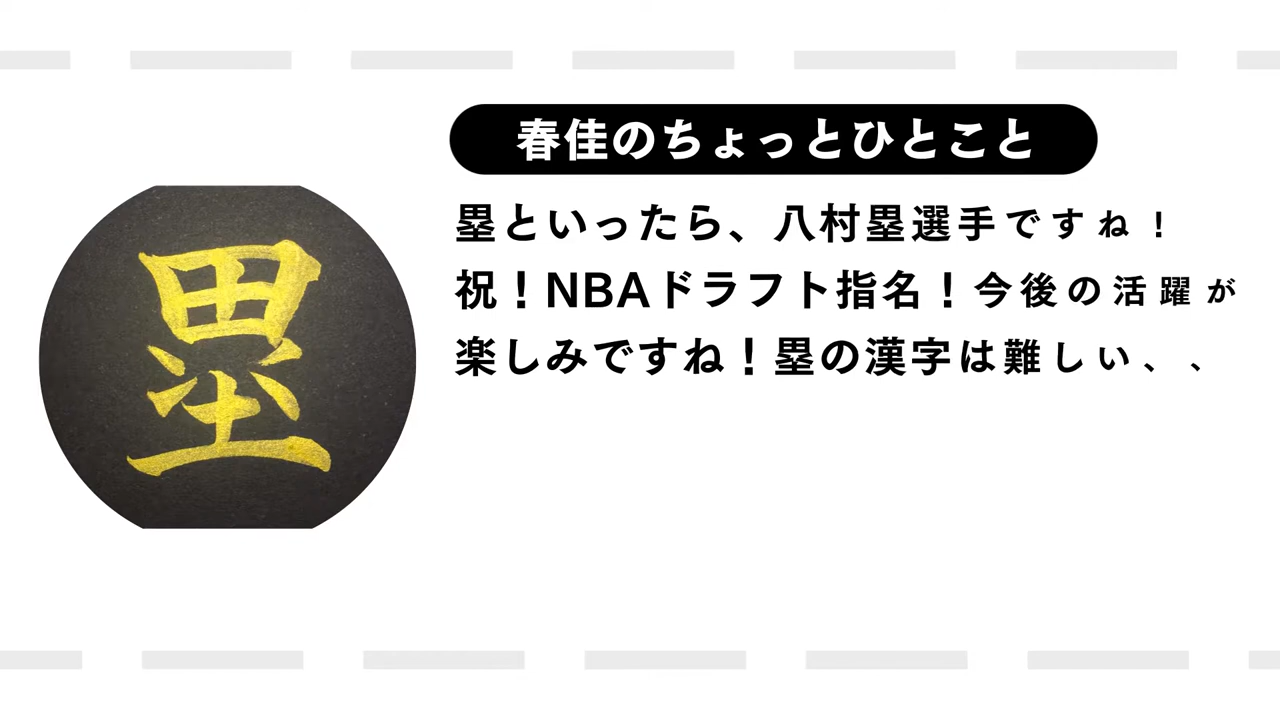 塁
春佳のちょっとひとこと
塁といったら、八村塁選手ですね！
祝！NBAドラフト指名！今後の活躍が
楽しみですね！塁の漢字は難しい、、